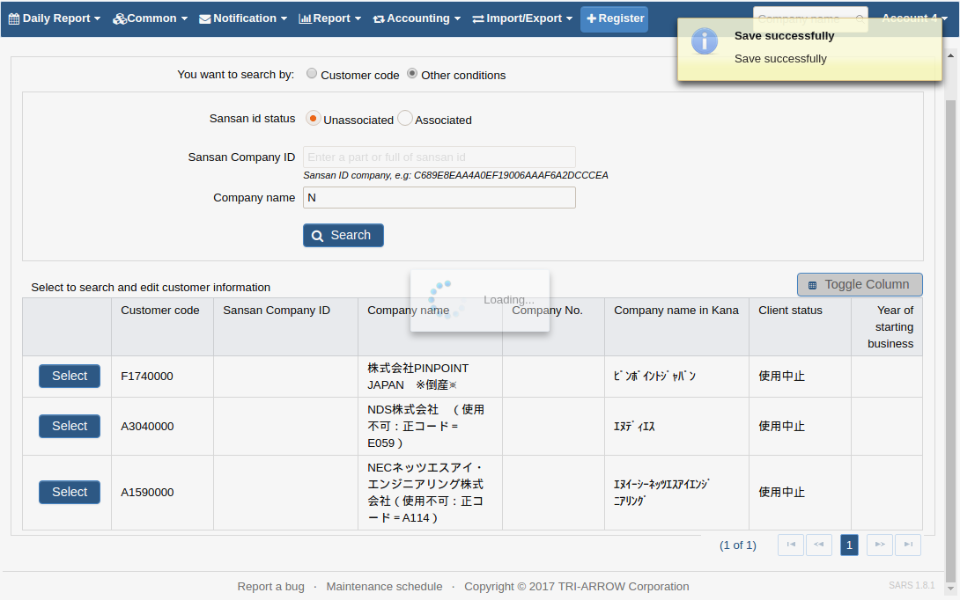 Daily Report Common Notification Report Accounting Import/Export Register Company name Account 4
Save successfully
Save successfully
You want to search by: Customer code Other conditions
Sansan id status Unassociated Associated
Sansan Company ID Enter a part or full of sansan id
Sansan ID company, e.g: C689E8EAA4A0EF19006AAAF6A2DCCCEA
Company name N
Search
Select to search and edit customer information
Toggle Column
Loading...
Customer code Sansan Company ID Company name Company No. Company name in Kana Client status Year of
starting
business
Select F1740000 株式会社PINPOINT
JAPAN ※倒産※ ﾋﾟﾝﾎﾟｲﾝﾄｼﾞｬﾊﾟﾝ 使用中止
Select A3040000 NDS株式会社 （使用
不可：正コード＝
E059） ｴﾇﾃﾞｨｴｽ 使用中止
Select A1590000 NECネッツエスアイ・
エンジニアリング株式
会社（使用不可：正コ
ード＝A114） ｴﾇｲｰｼｰﾈｯﾂｴｽｱｲｴﾝｼﾞ
ﾆｱﾘﾝｸﾞ 使用中止
(1 of 1) 1
Report a bug · Maintenance schedule · Copyright © 2017 TRI-ARROW Corporation
SARS 1.8.1